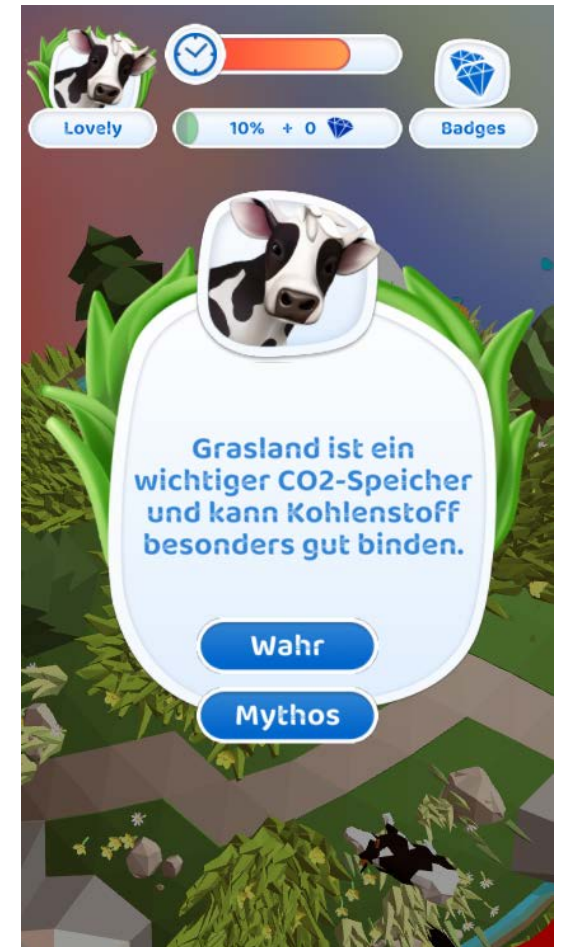 Lovely
10% + 0
Badges
Grasland ist ein
wichtiger CO2-Speicher
und kann Kohlenstoff
besonders gut binden.
Wahr
Mythos